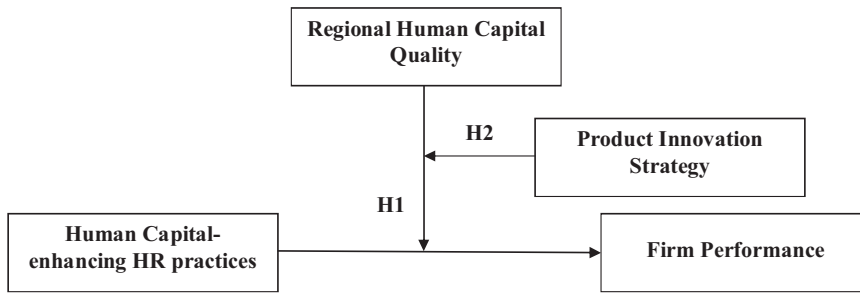 Regional Human Capital
Quality
H2
Product Innovation
Strategy
H1
Human Capital-
enhancing HR practices
Firm Performance